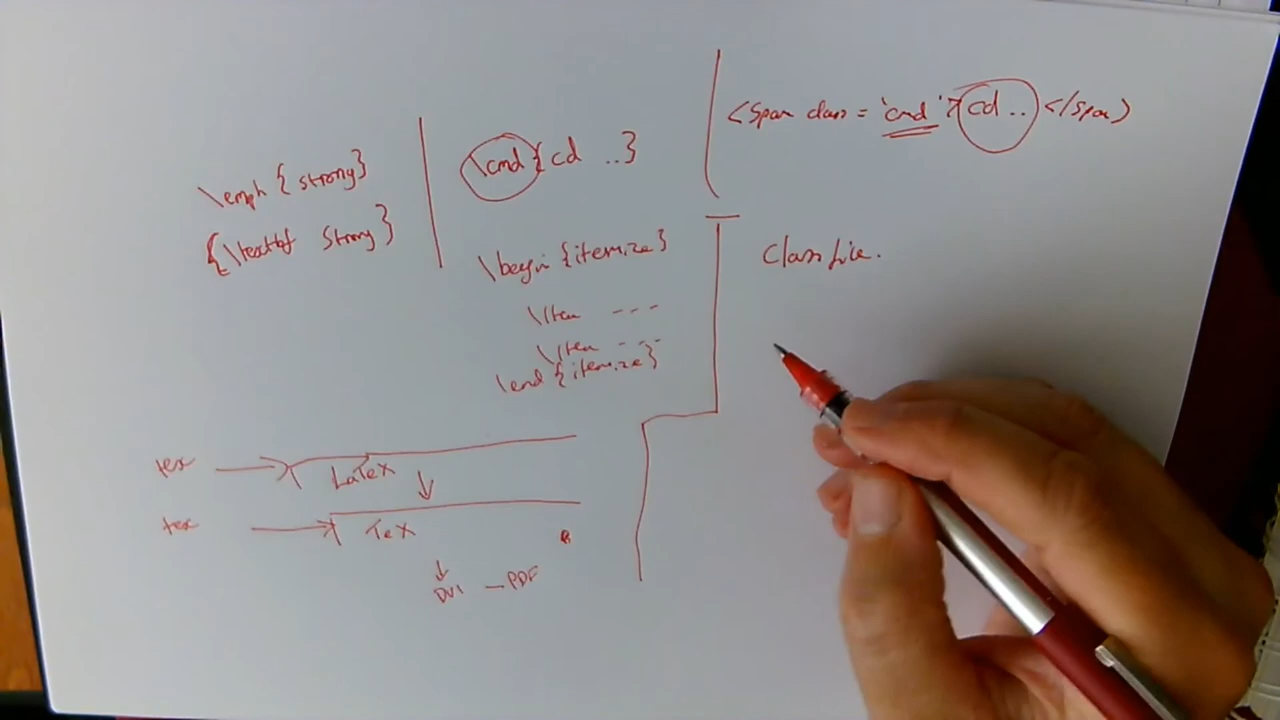 \emph {strong}
{\textbf Strong}
\cmd {cd ..}
\begin {itemize}
\Item ---
\Item ---
\end {itemize}
<span class = 'cmd'>cd ..</span>
Class file.
tex → LaTeX
tex → TeX
DVI — PDF